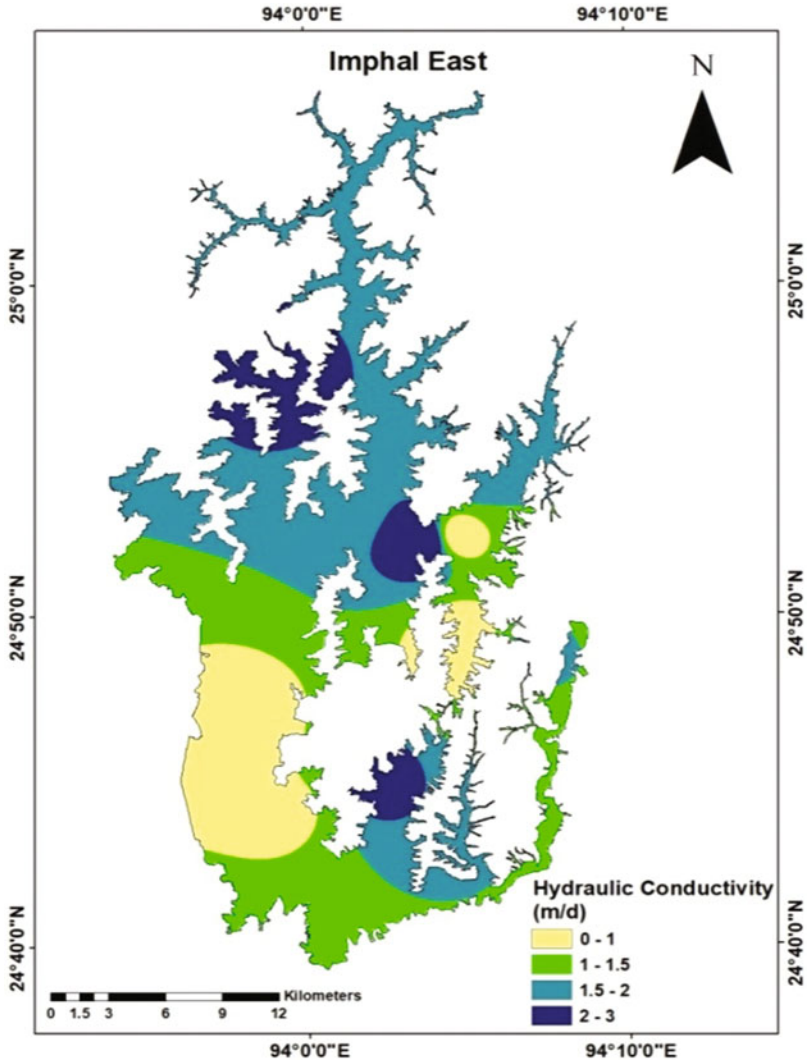 94°0'0"E 94°10'0"E
Imphal East
N
25°0'0"N 25°0'0"N
24°50'0"N 24°50'0"N
24°40'0"N 24°40'0"N
Hydraulic Conductivity
(m/d)
0 - 1
1 - 1.5
1.5 - 2
2 - 3
Kilometers
0 1.5 3 6 9 12
94°0'0"E 94°10'0"E